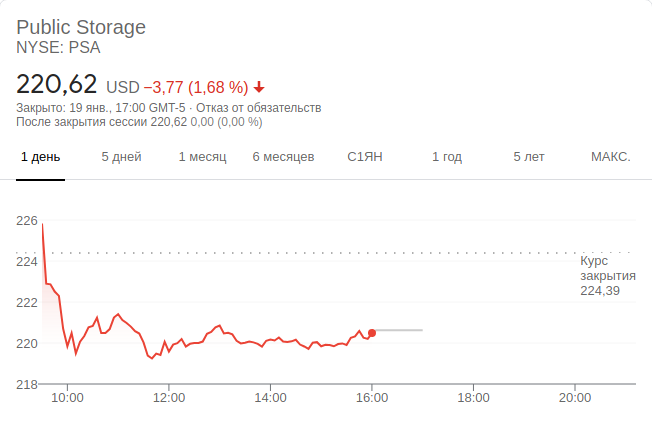 Public Storage
NYSE: PSA
220,62 USD −3,77 (1,68 %)
Закрыто: 19 янв., 17:00 GMT-5 · Отказ от обязательств
После закрытия сессии 220,62 0,00 (0,00 %)
1 день 5 дней 1 месяц 6 месяцев С1ЯН 1 год 5 лет МАКС.
226
224
222
220
218
Курс
закрытия
224,39
10:00 12:00 14:00 16:00 18:00 20:00